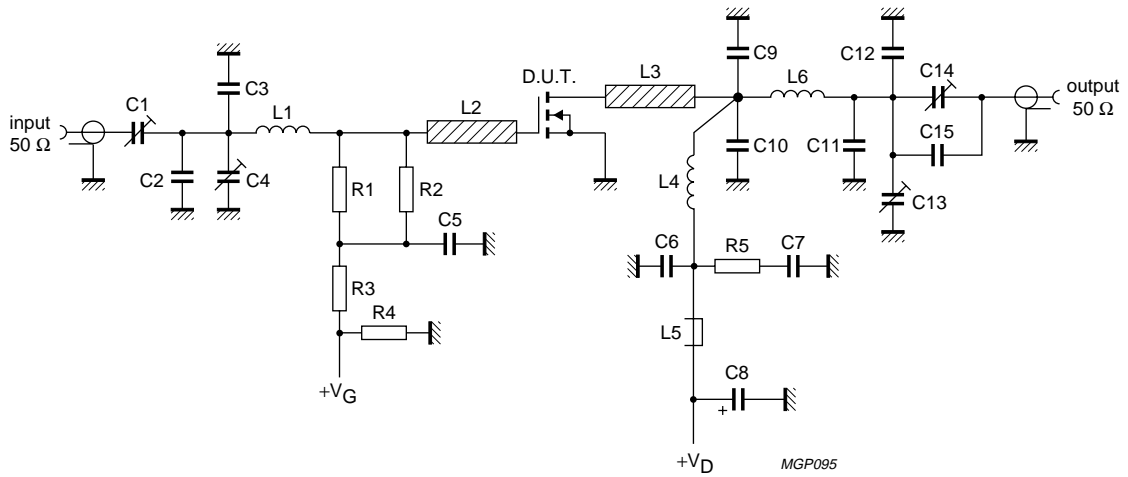 C9
C12
D.U.T.
L3
L6
C14
output
50 Ω
C3
C1
L1
L2
input
50 Ω
C15
C10
C11
C2
C4
R1
R2
L4
C13
C5
C6
R5
C7
R3
R4
L5
C8
+VG
+
+VD
MGP095